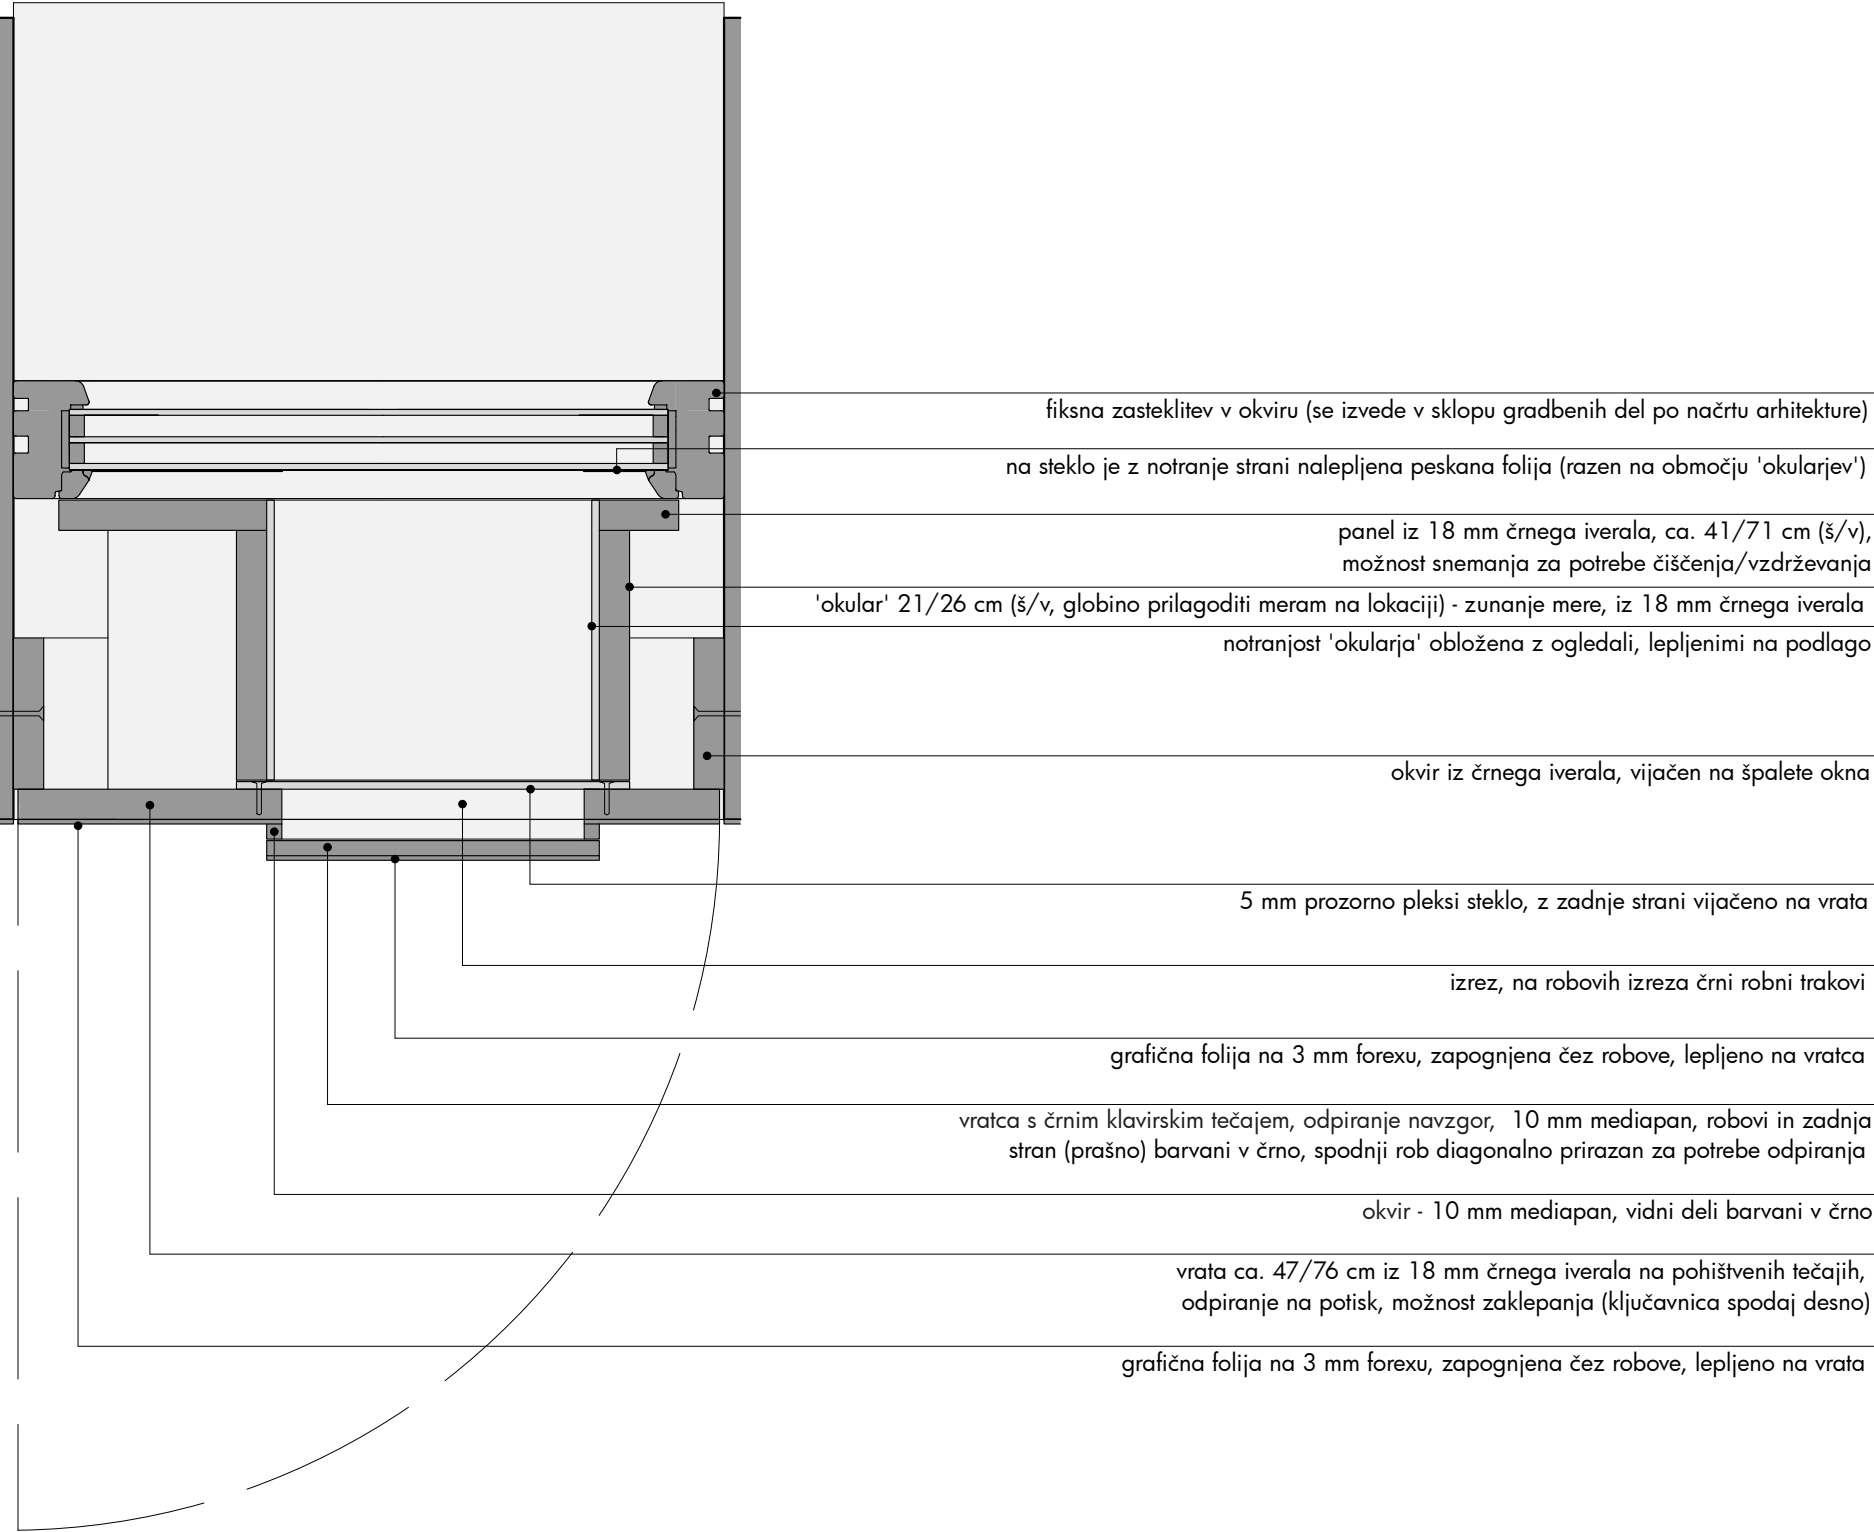 fiksna zasteklitev v okviru (se izvede v sklopu gradbenih del po načrtu arhitekture)
na steklo je z notranje strani nalepljena peskana folija (razen na območju 'okularjev')
panel iz 18 mm črnega iverala, ca. 41/71 cm (š/v),
možnost snemanja za potrebe čiščenja/vzdrževanja
'okular' 21/26 cm (š/v, globino prilagoditi meram na lokaciji) - zunanje mere, iz 18 mm črnega iverala
notranjost 'okularja' obložena z ogledali, lepljenimi na podlago
okvir iz črnega iverala, vijačen na špalete okna
5 mm prozorno pleksi steklo, z zadnje strani vijačeno na vrata
izrez, na robovih izreza črni robni trakovi
grafična folija na 3 mm forexu, zapognjena čez robove, lepljeno na vratca
vratca s črnim klavirskim tečajem, odpiranje navzgor, 10 mm mediapan, robovi in zadnja
stran (prašno) barvani v črno, spodnji rob diagonalno prirazan za potrebe odpiranja
okvir - 10 mm mediapan, vidni deli barvani v črno
vrata ca. 47/76 cm iz 18 mm črnega iverala na pohištvenih tečajih,
odpiranje na potisk, možnost zaklepanja (ključavnica spodaj desno)
grafična folija na 3 mm forexu, zapognjena čez robove, lepljeno na vrata